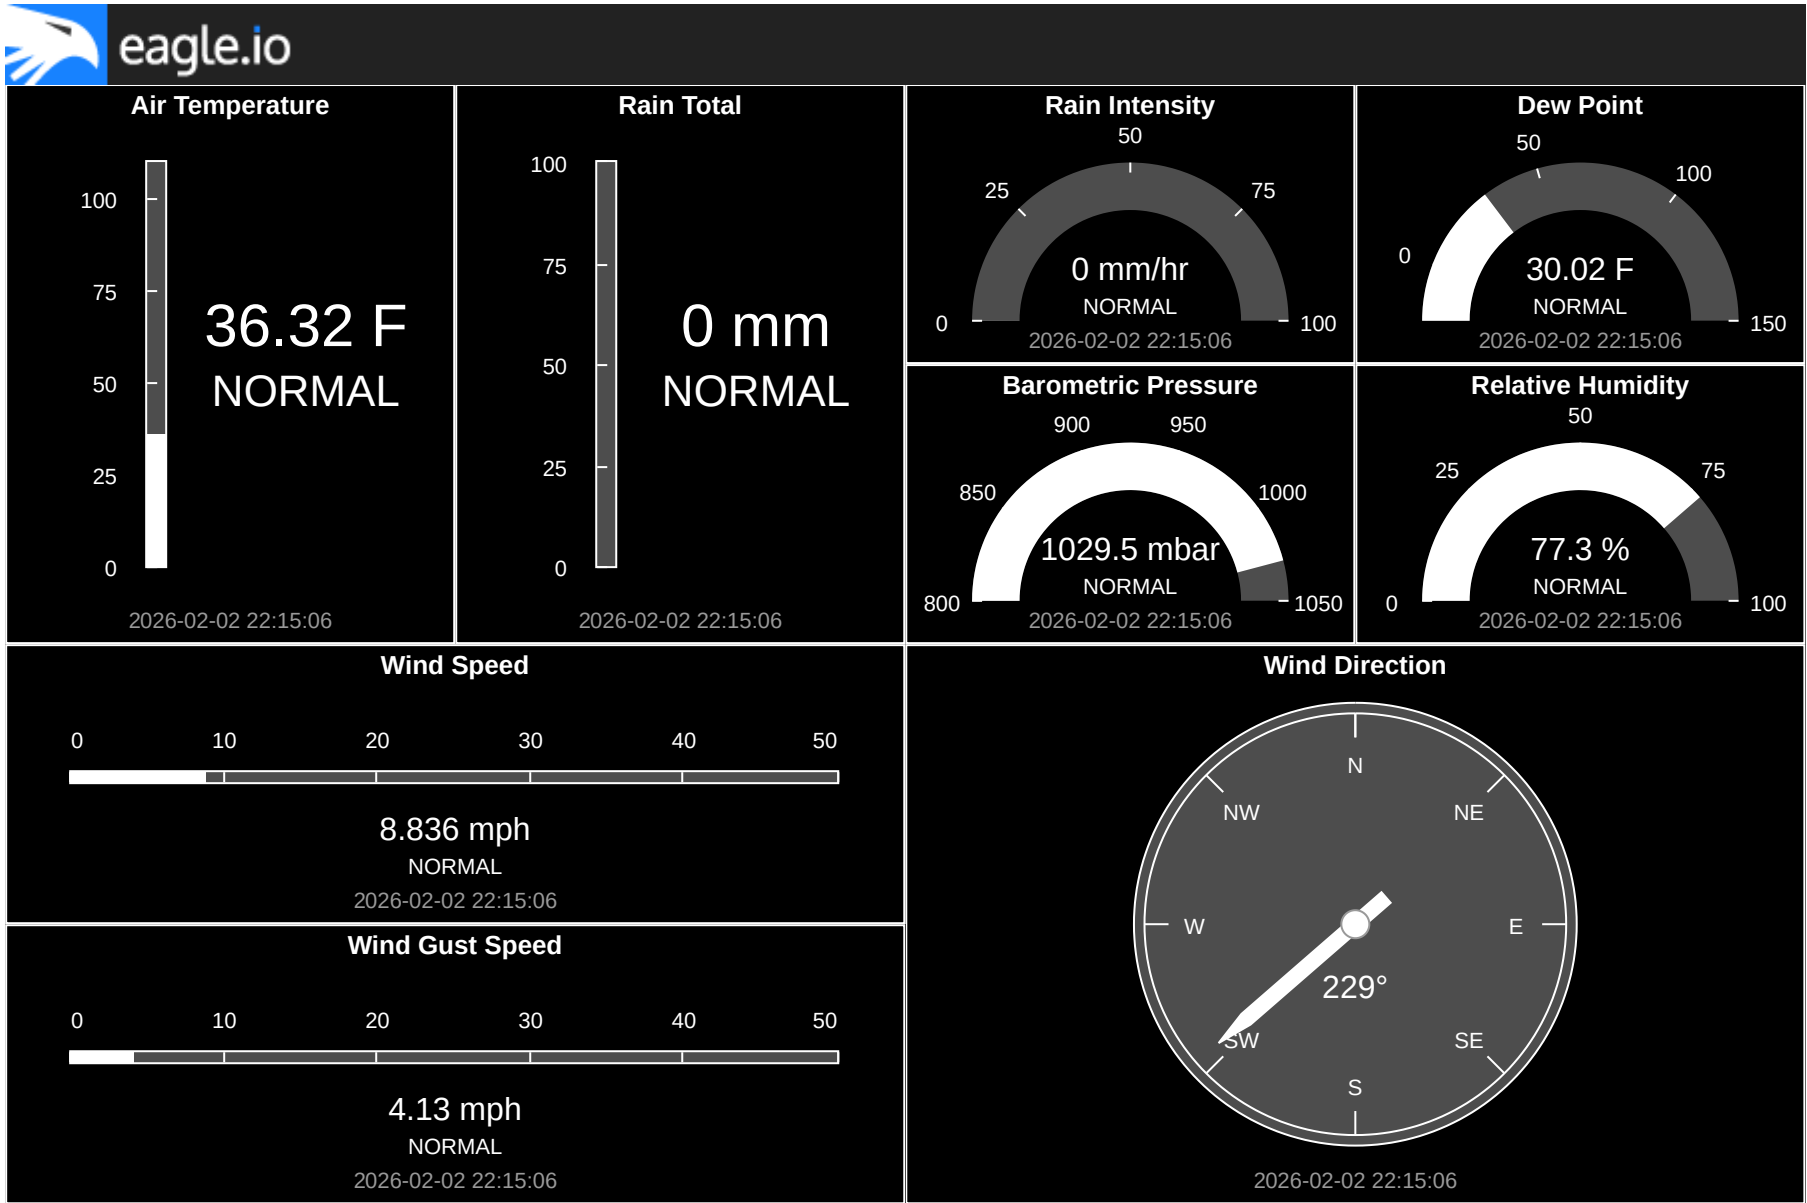 eagle.io
Air Temperature
100
75
50
25
0
36.32 F
NORMAL
2026-02-02 22:15:06
Rain Total
100
75
50
25
0
0 mm
NORMAL
2026-02-02 22:15:06
Rain Intensity
50
25
75
0
100
0 mm/hr
NORMAL
2026-02-02 22:15:06
Dew Point
50
100
0
150
30.02 F
NORMAL
2026-02-02 22:15:06
Barometric Pressure
900
950
850
1000
800
1050
1029.5 mbar
NORMAL
2026-02-02 22:15:06
Relative Humidity
50
25
75
0
100
77.3 %
NORMAL
2026-02-02 22:15:06
Wind Speed
0 10 20 30 40 50
8.836 mph
NORMAL
2026-02-02 22:15:06
Wind Gust Speed
0 10 20 30 40 50
4.13 mph
NORMAL
2026-02-02 22:15:06
Wind Direction
N
NW
NE
W
E
229°
SW
SE
S
2026-02-02 22:15:06